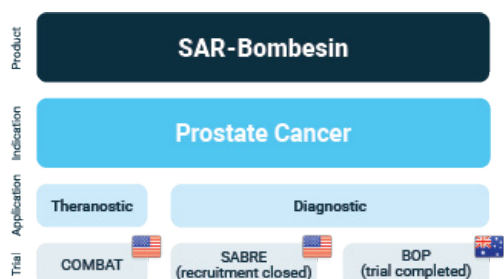 Product
SAR-Bombesin
Indication
Prostate Cancer
Application
Theranostic
Diagnostic
Trial
COMBAT
SABRE
(recruitment closed)
BOP
(trial completed)